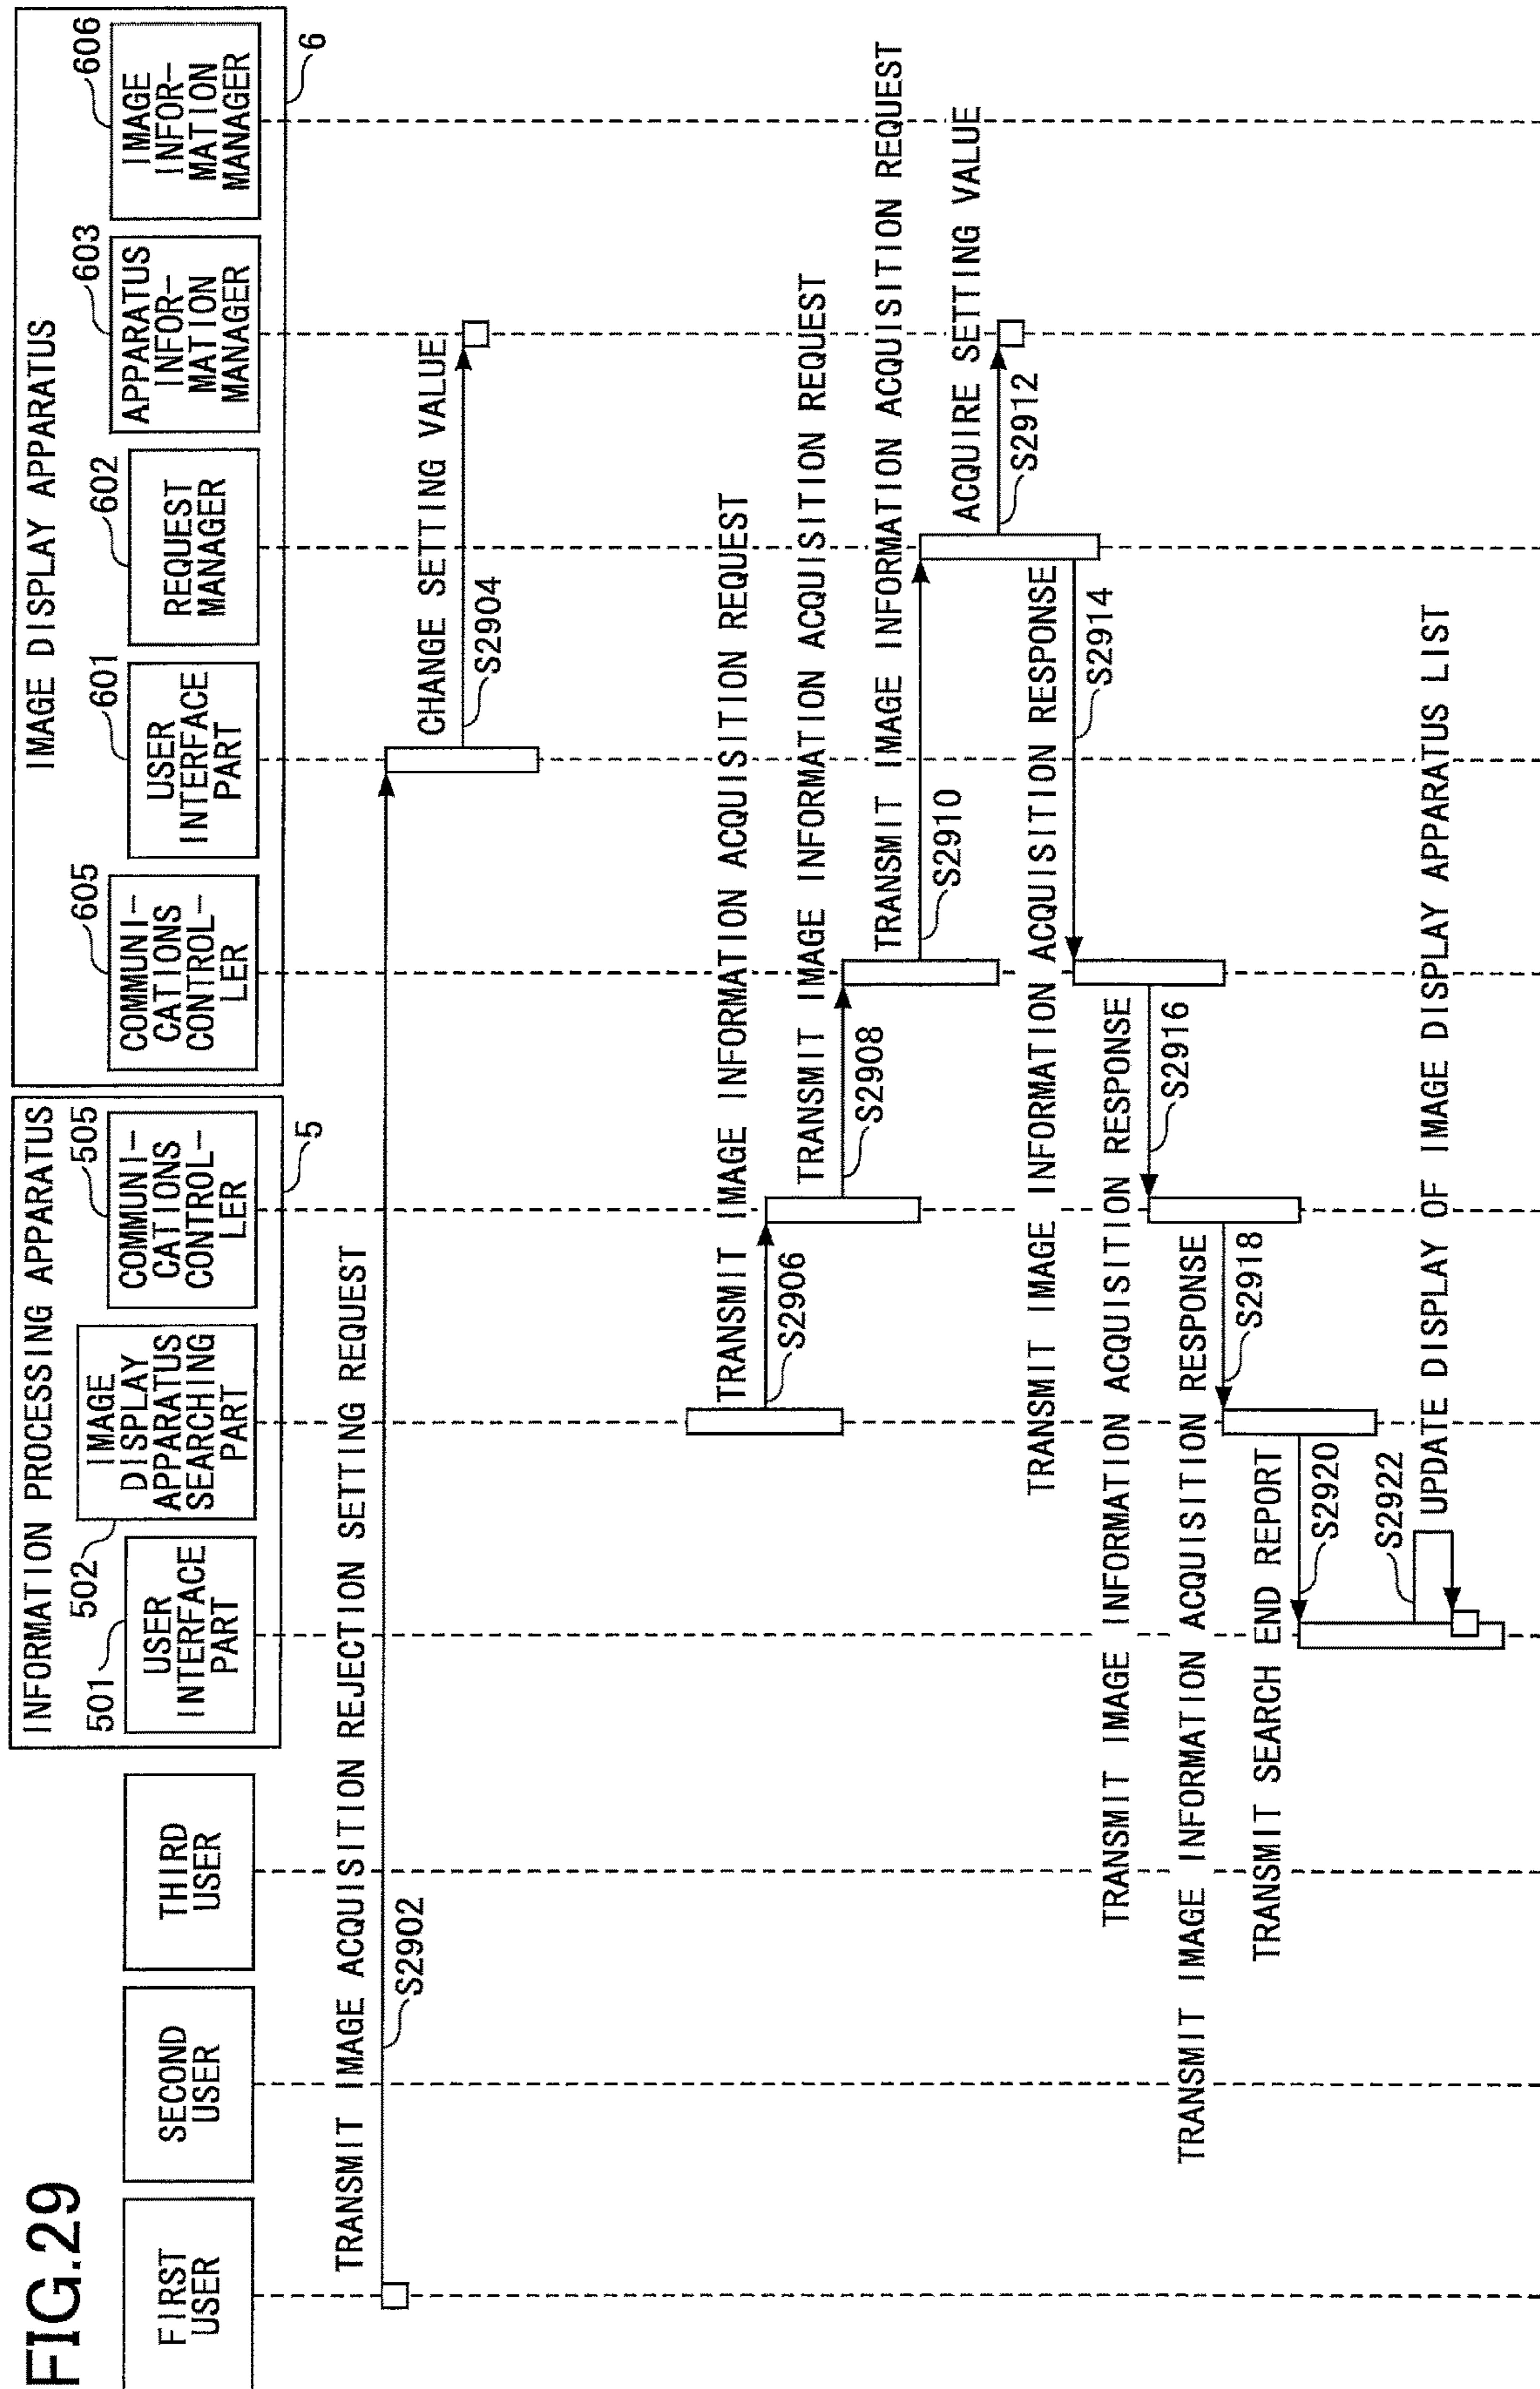 FIG.29
FIRST
USER
SECOND
USER
THIRD
USER
INFORMATION PROCESSING APPARATUS
5
501
USER
INTERFACE
PART
502
IMAGE
DISPLAY
APPARATUS
SEARCHING
PART
505
COMMUNI-
CATIONS
CONTROL-
LER
IMAGE DISPLAY APPARATUS
6
605
COMMUNI-
CATIONS
CONTROL-
LER
601
USER
INTERFACE
PART
602
REQUEST
MANAGER
603
APPARATUS
INFOR-
MATION
MANAGER
606
IMAGE
INFOR-
MATION
MANAGER
TRANSMIT IMAGE ACQUISITION REJECTION SETTING REQUEST
S2902
CHANGE SETTING VALUE
S2904
TRANSMIT IMAGE INFORMATION ACQUISITION REQUEST
S2906
TRANSMIT IMAGE INFORMATION ACQUISITION REQUEST
S2908
TRANSMIT IMAGE INFORMATION ACQUISITION REQUEST
S2910
ACQUIRE SETTING VALUE
S2912
TRANSMIT IMAGE INFORMATION ACQUISITION RESPONSE
S2914
TRANSMIT IMAGE INFORMATION ACQUISITION RESPONSE
S2916
TRANSMIT IMAGE INFORMATION ACQUISITION RESPONSE
S2918
TRANSMIT SEARCH END REPORT
S2920
S2922
UPDATE DISPLAY OF IMAGE DISPLAY APPARATUS LIST